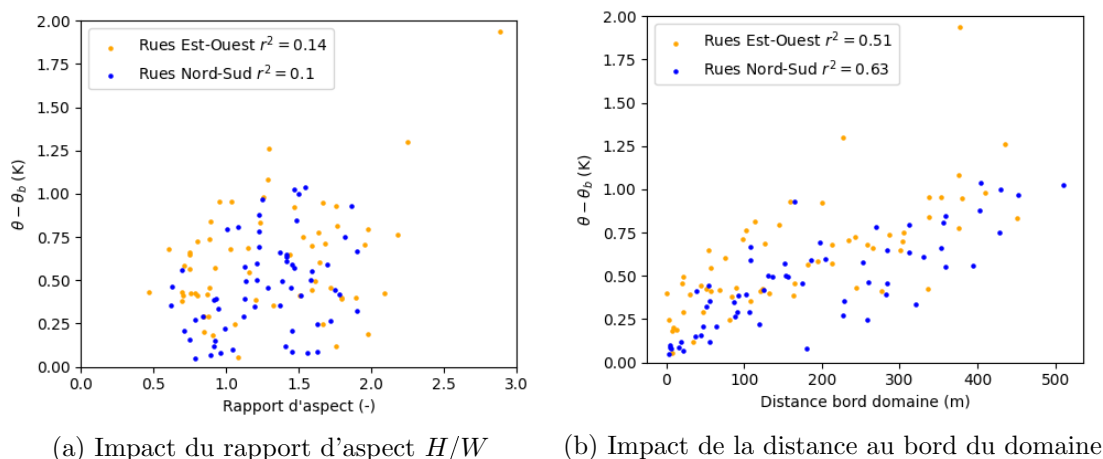 2.00
1.75
1.50
1.25
1.00
0.75
0.50
0.25
0.00
θ − θb (K)
Rues Est-Ouest r² = 0.14
Rues Nord-Sud r² = 0.1
0.0 0.5 1.0 1.5 2.0 2.5 3.0
Rapport d'aspect (-)
(a) Impact du rapport d'aspect H/W
2.00
1.75
1.50
1.25
1.00
0.75
0.50
0.25
0.00
θ − θb (K)
Rues Est-Ouest r² = 0.51
Rues Nord-Sud r² = 0.63
0 100 200 300 400 500
Distance bord domaine (m)
(b) Impact de la distance au bord du domaine